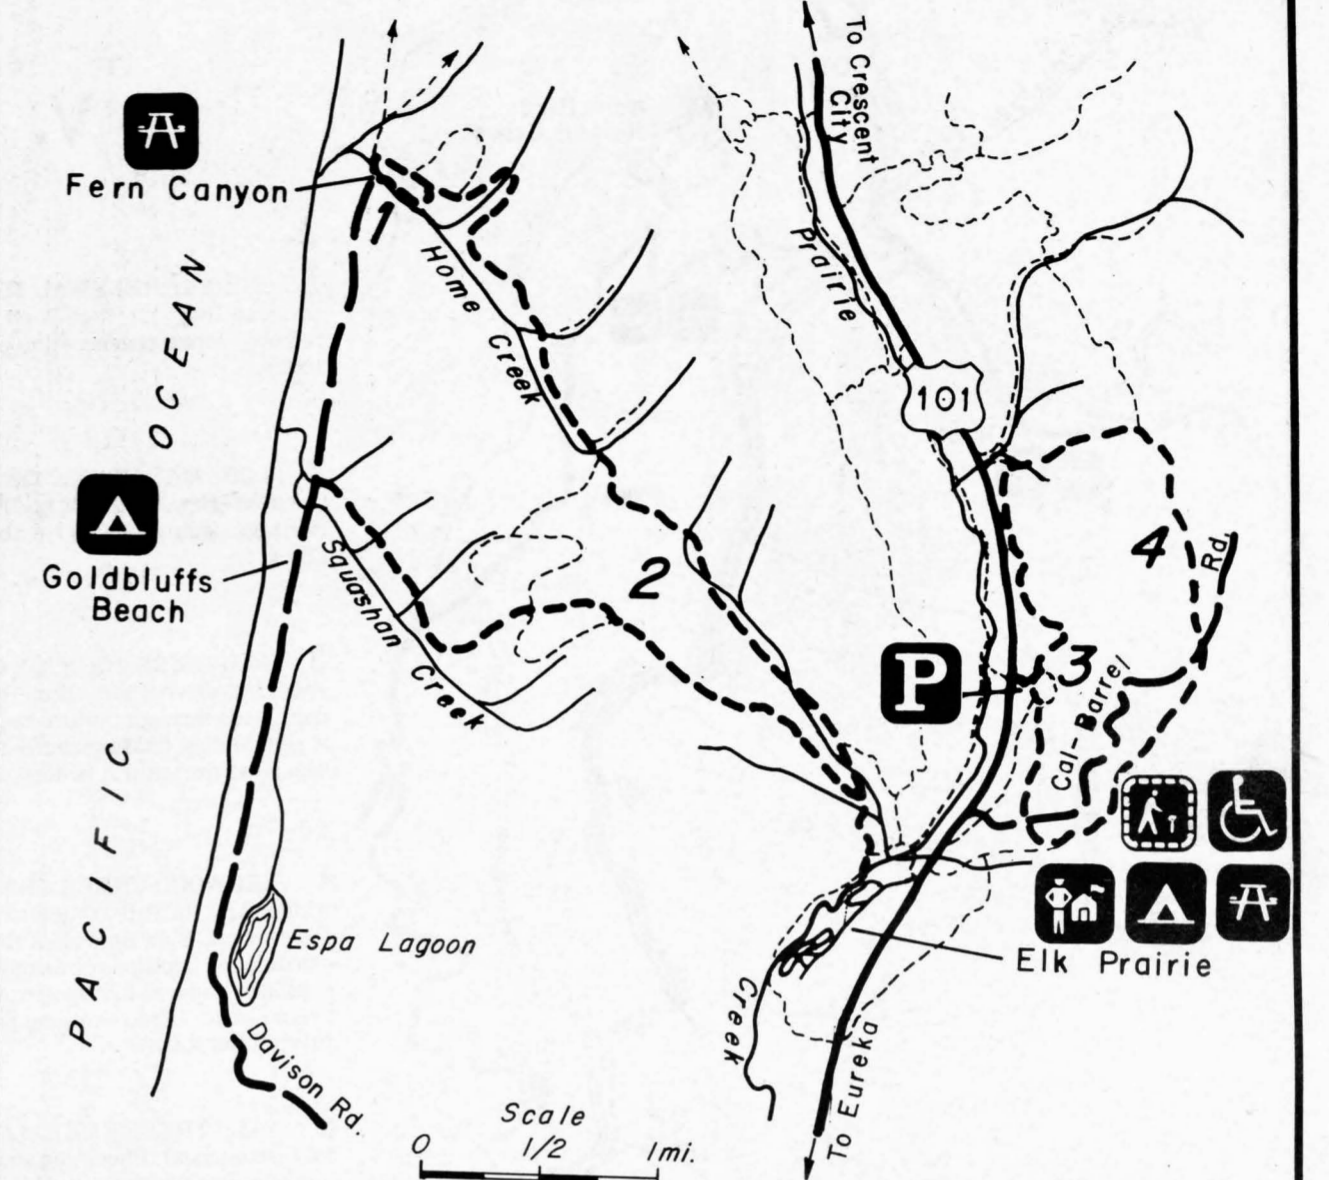 To Crescent
City
Fern Canyon
1
PACIFIC OCEAN
Home Creek
Prairie
101
Goldbluffs
Beach
Squashan Creek
2
4
Rd.
P
3
Cal-Barrel
Espa Lagoon
Elk Prairie
Creek
Davison Rd.
To Eureka
Scale
0 1/2 1mi.